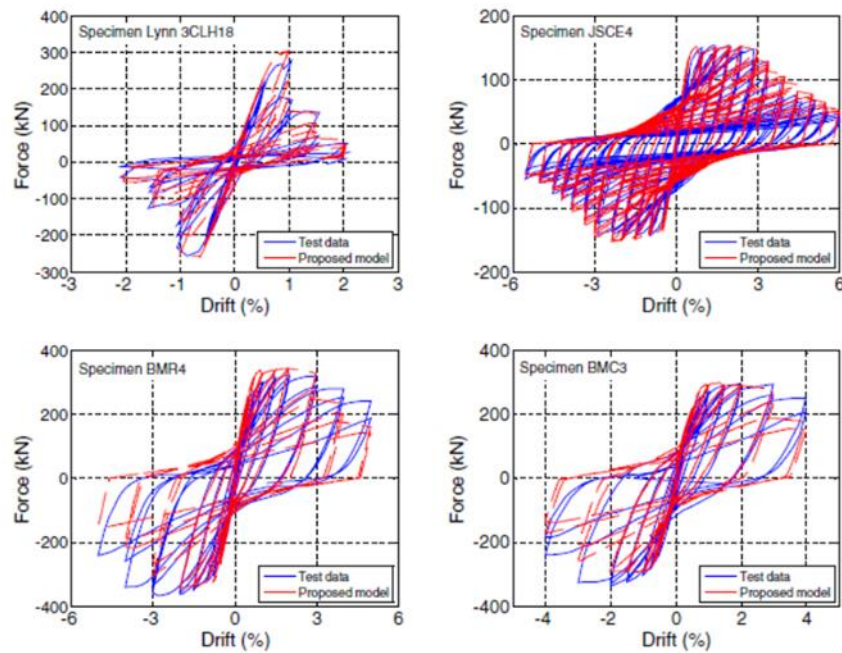 Specimen Lynn 3CLH18
400
300
200
100
0
-100
-200
-300
Force (kN)
-3 -2 -1 0 1 2 3
Drift (%)
Test data
Proposed model
Specimen JSCE4
200
100
0
-100
-200
Force (kN)
-6 -3 0 3 6
Drift (%)
Test data
Proposed model
Specimen BMR4
400
200
0
-200
-400
Force (kN)
-6 -3 0 3 6
Drift (%)
Test data
Proposed model
Specimen BMC3
400
200
0
-200
-400
Force (kN)
-4 -2 0 2 4
Drift (%)
Test data
Proposed model